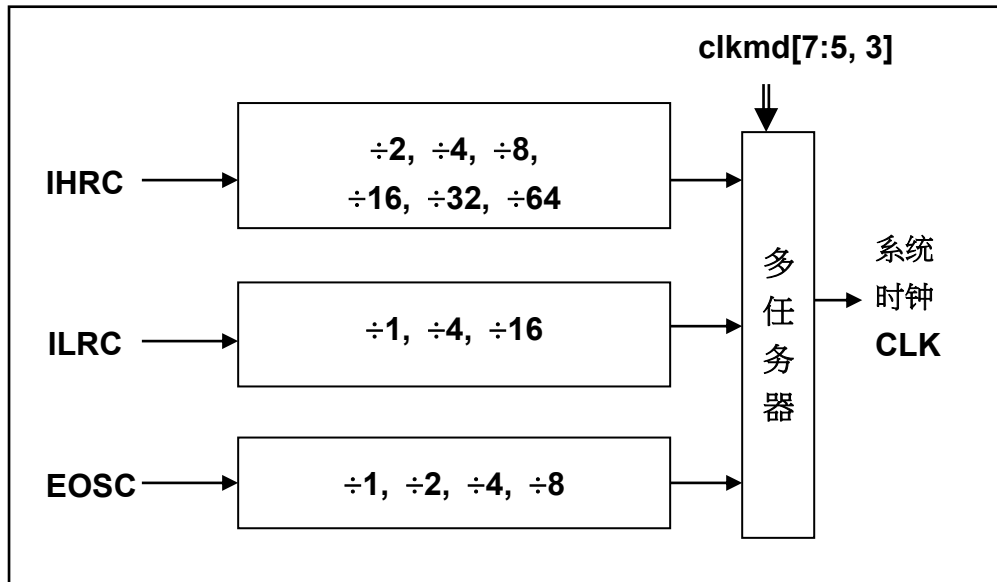 clkmd[7:5, 3]
IHRC
÷2, ÷4, ÷8,
÷16, ÷32, ÷64
ILRC
÷1, ÷4, ÷16
EOSC
÷1, ÷2, ÷4, ÷8
多
任
务
器
系统
时钟
CLK